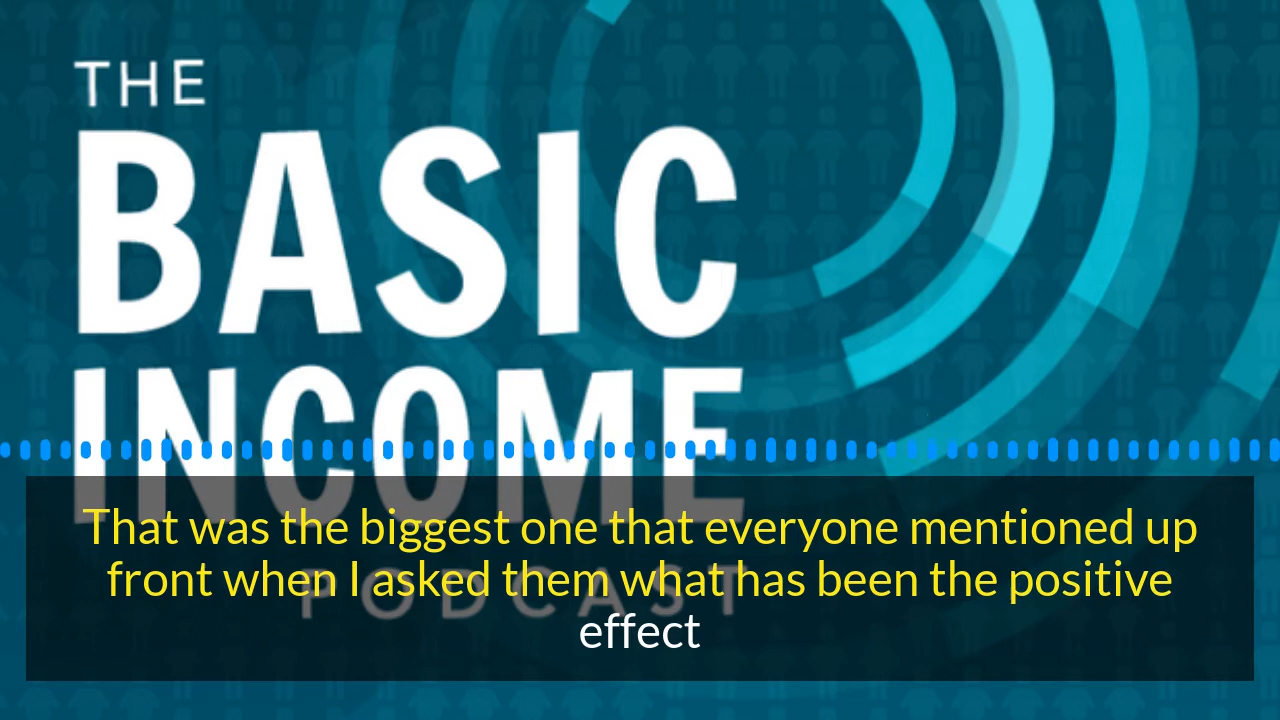 THE
BASIC
INCOME
PODCAST
That was the biggest one that everyone mentioned up
front when I asked them what has been the positive
effect